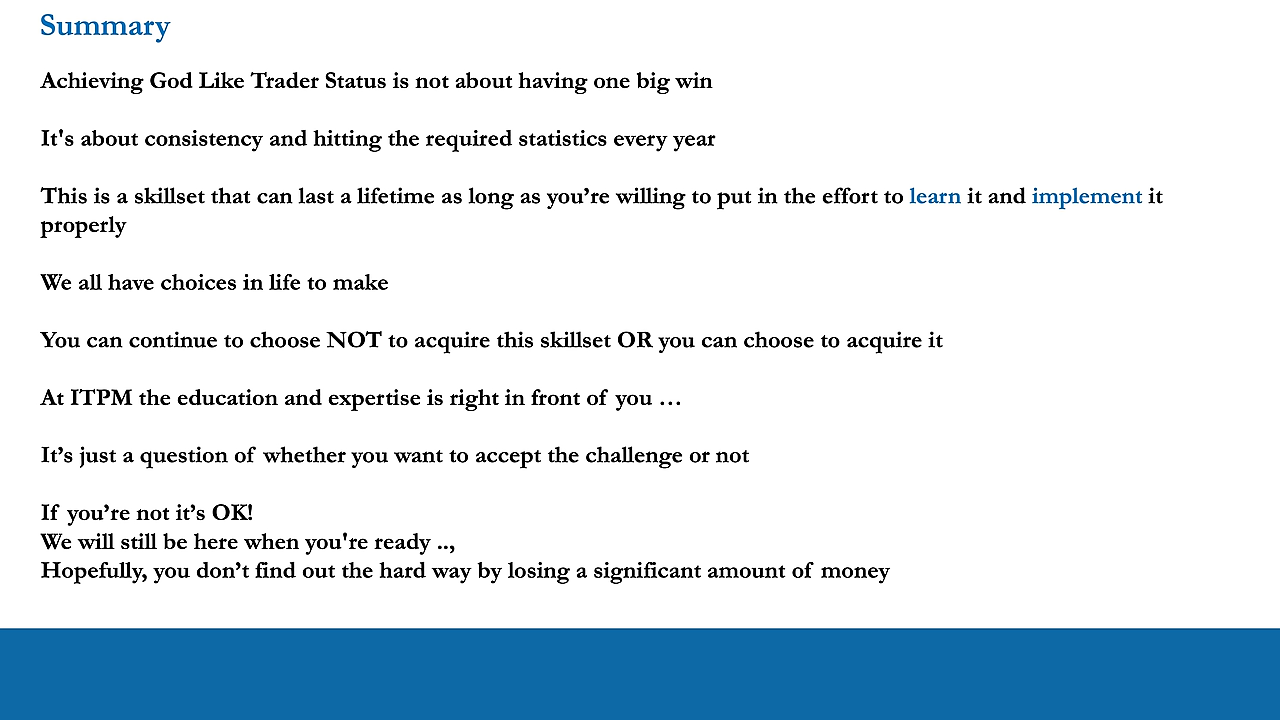 Summary
Achieving God Like Trader Status is not about having one big win
It's about consistency and hitting the required statistics every year
This is a skillset that can last a lifetime as long as you’re willing to put in the effort to learn it and implement it
properly
We all have choices in life to make
You can continue to choose NOT to acquire this skillset OR you can choose to acquire it
At ITPM the education and expertise is right in front of you …
It’s just a question of whether you want to accept the challenge or not
If you’re not it’s OK!
We will still be here when you're ready ..,
Hopefully, you don’t find out the hard way by losing a significant amount of money